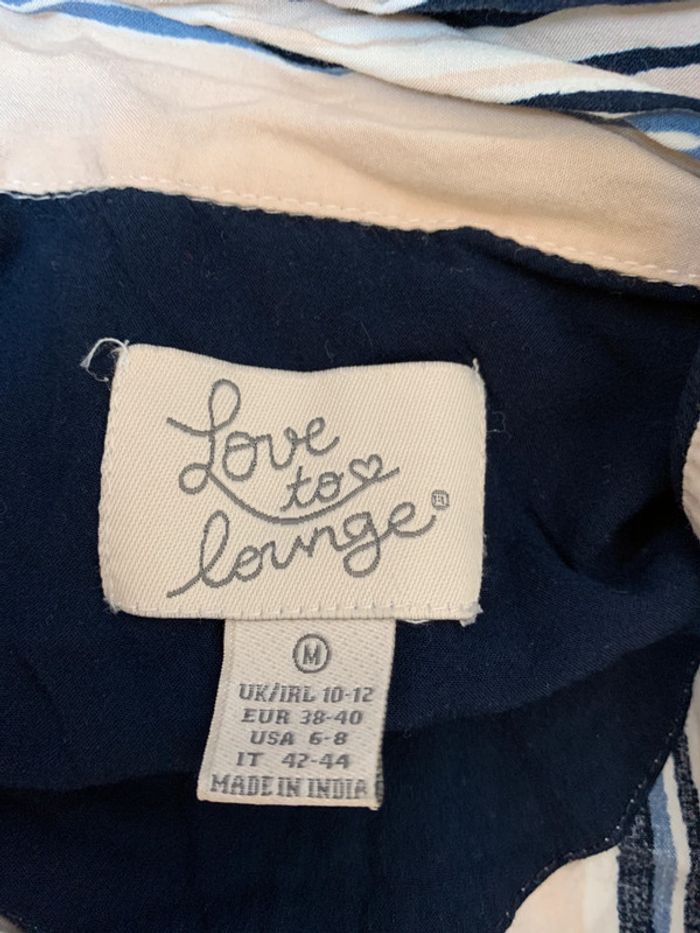 Love
to
lounge
M
UK/IRL 10-12
EUR 38-40
USA 6-8
IT 42-44
MADE IN INDIA